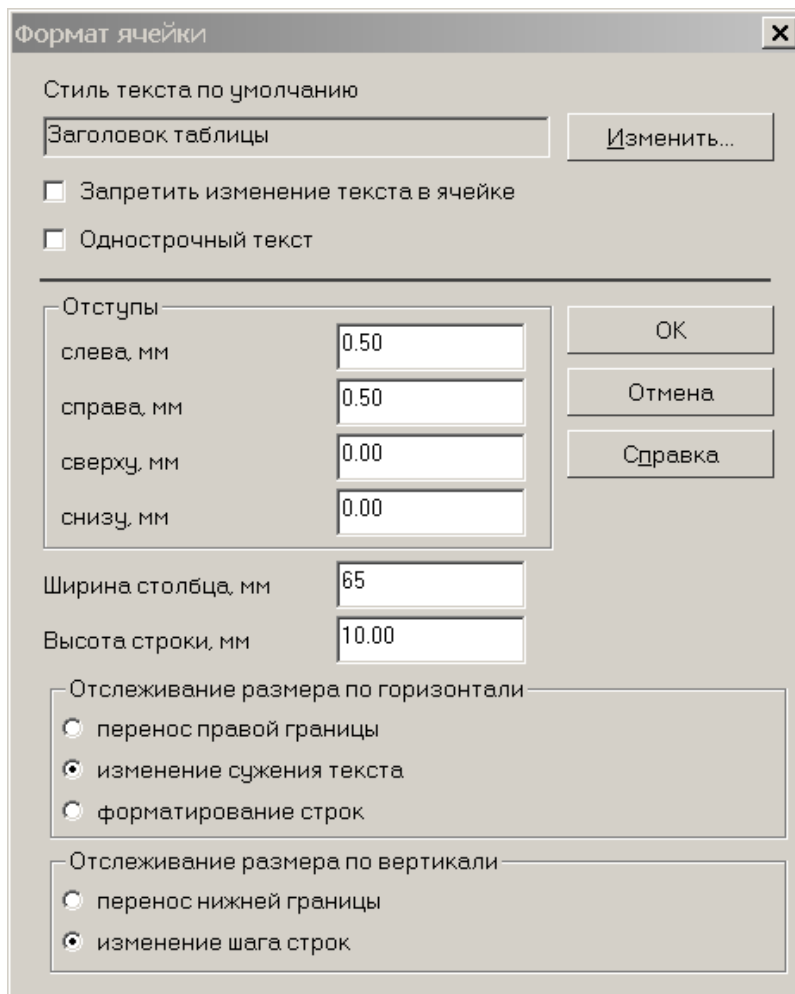 Формат ячейки
Стиль текста по умолчанию
Заголовок таблицы
Изменить...
Запретить изменение текста в ячейке
Однострочный текст
Отступы
слева, мм 0.50
справа, мм 0.50
сверху, мм 0.00
снизу, мм 0.00
OK
Отмена
Справка
Ширина столбца, мм 65
Высота строки, мм 10.00
Отслеживание размера по горизонтали
перенос правой границы
изменение сужения текста
форматирование строк
Отслеживание размера по вертикали
перенос нижней границы
изменение шага строк